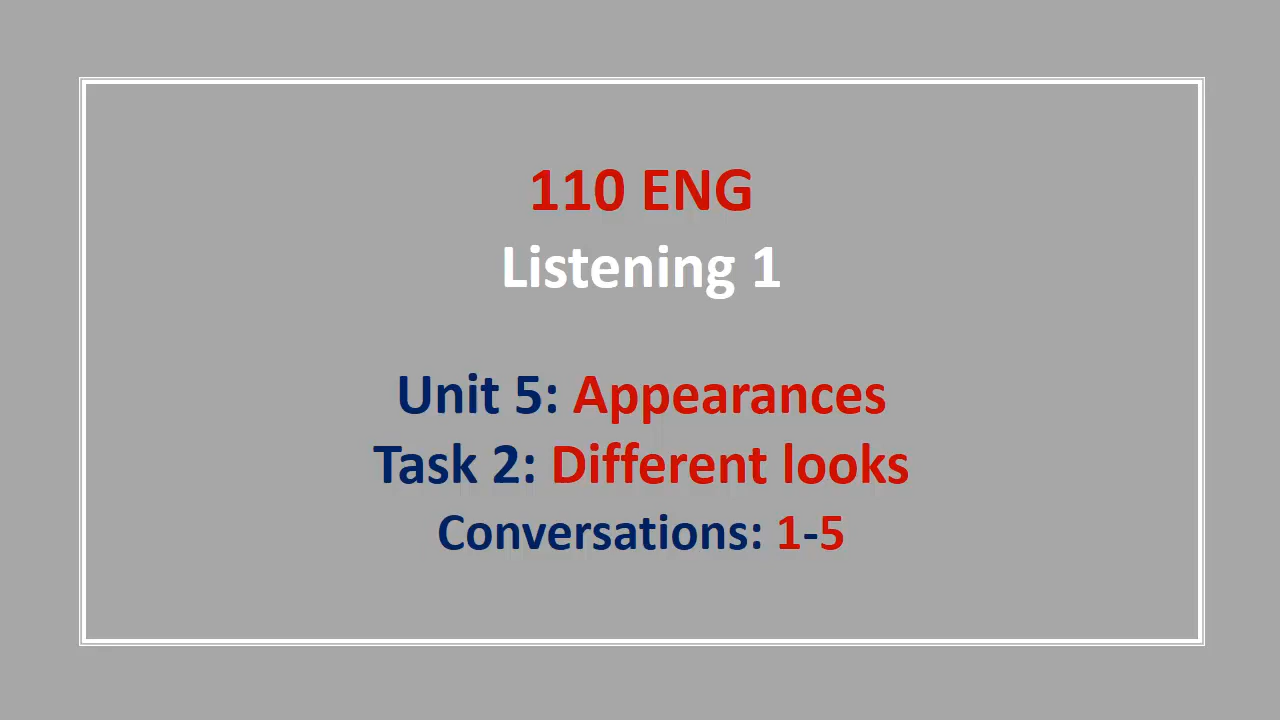 110 ENG
Listening 1
Unit 5: Appearances
Task 2: Different looks
Conversations: 1-5